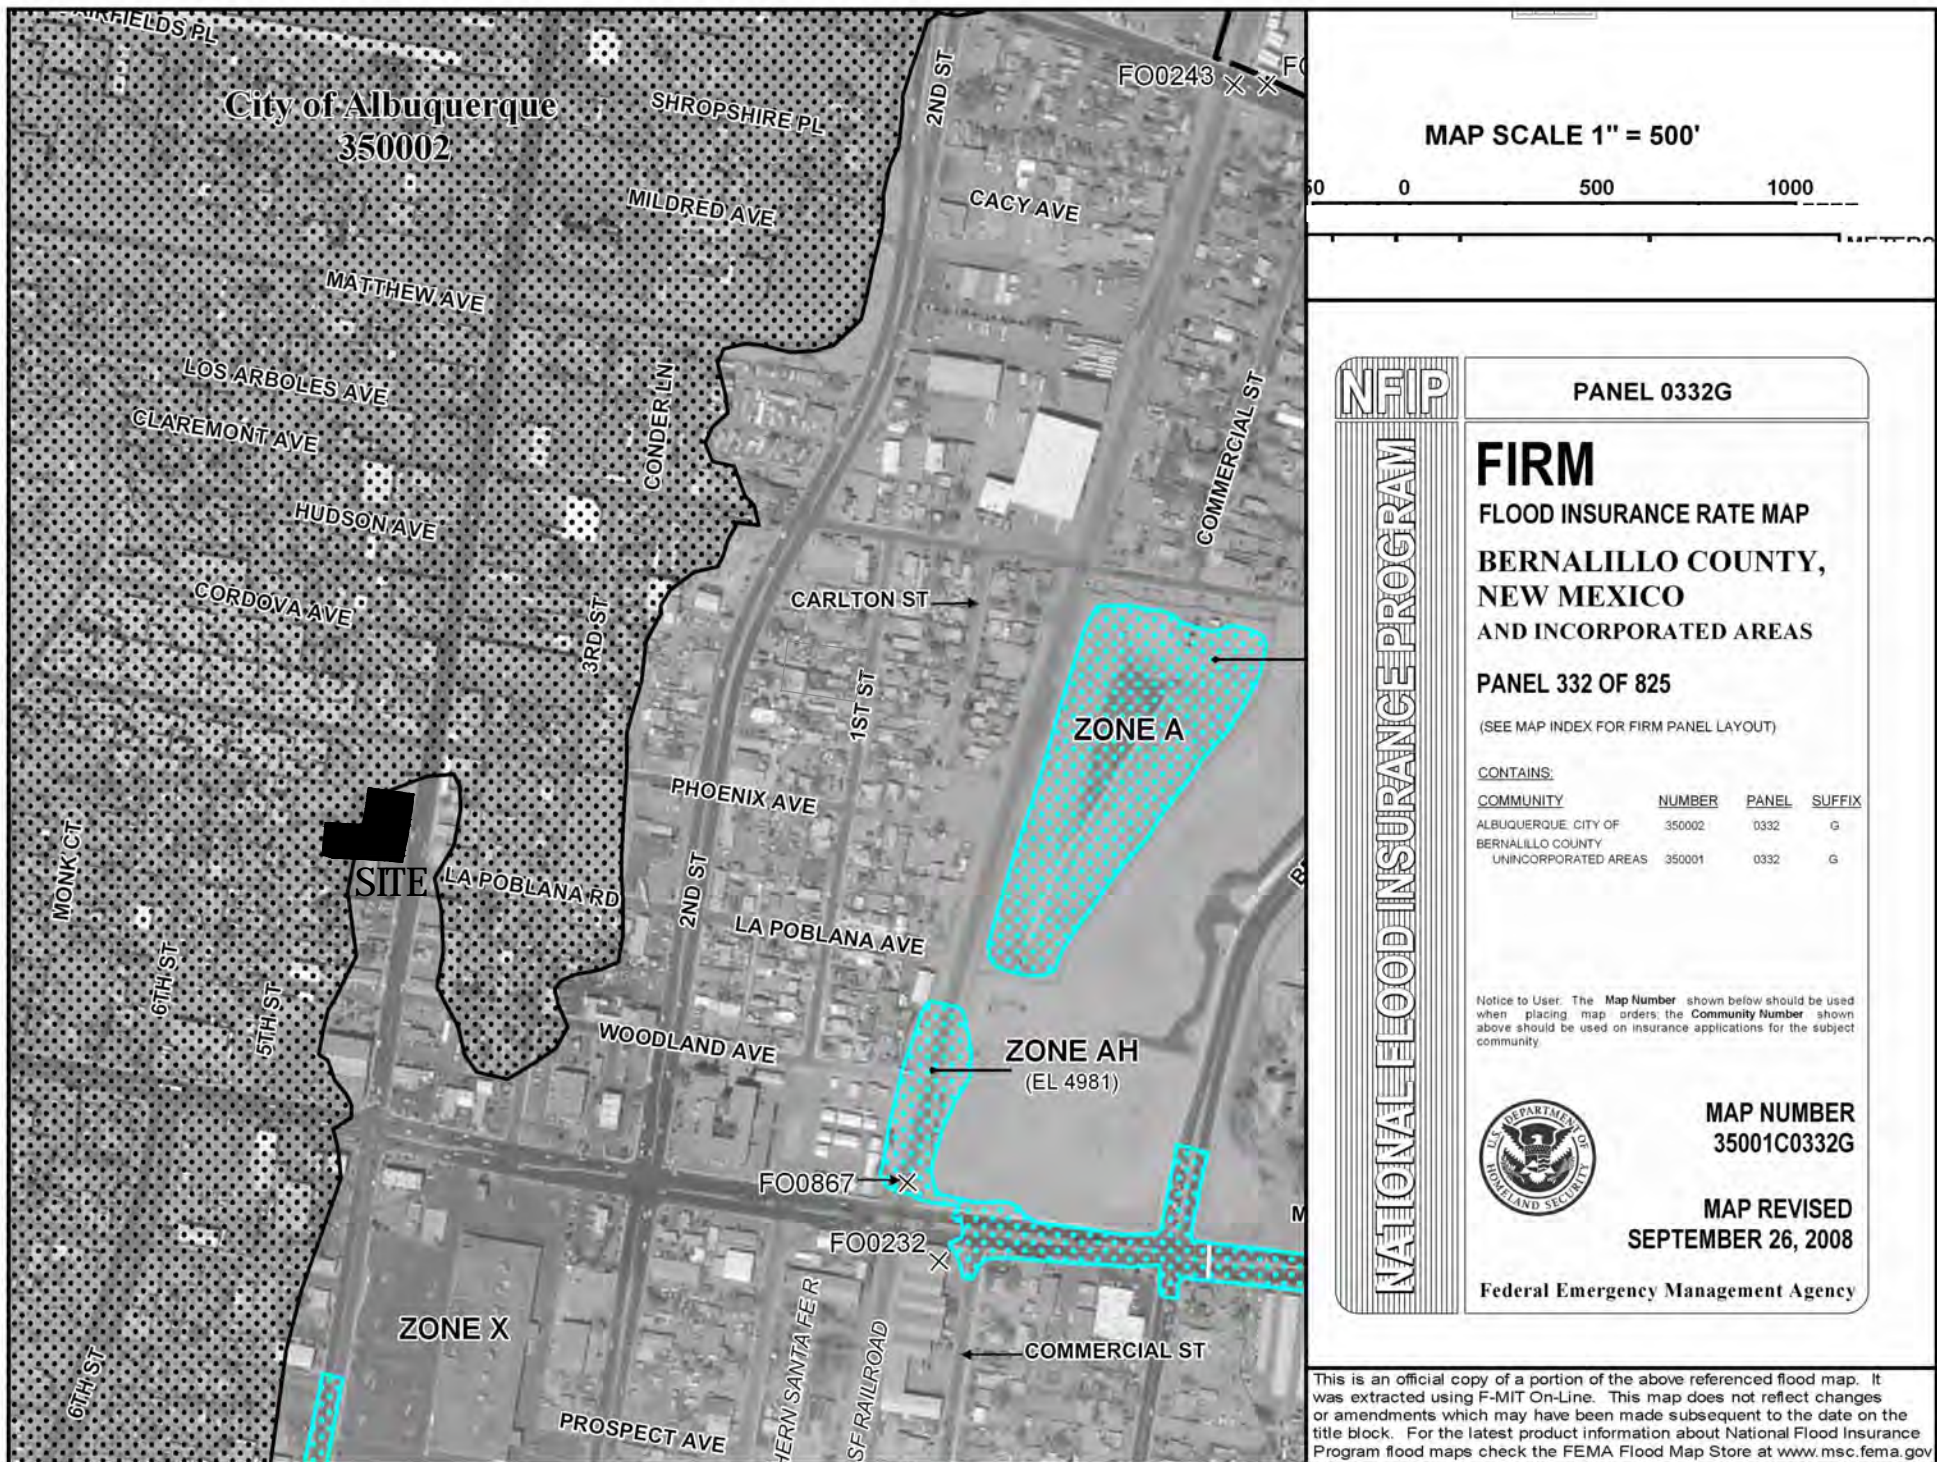 City of Albuquerque
350002
SHROPSHIRE PL
2ND ST
FO0243
MILDRED AVE
CACY AVE
MATTHEW AVE
LOS ARBOLES AVE
CLAREMONT AVE
CONDER LN
COMMERCIAL ST
HUDSON AVE
CORDOVA AVE
3RD ST
CARLTON ST
1ST ST
ZONE A
PHOENIX AVE
MONK CT
SITE
LA POBLANA RD
2ND ST
LA POBLANA AVE
6TH ST
5TH ST
WOODLAND AVE
ZONE AH
(EL 4981)
FO0867
FO0232
ZONE X
HERN SANTA FE R
SF RAILROAD
COMMERCIAL ST
6TH ST
PROSPECT AVE
MAP SCALE 1" = 500'
50 0 500 1000
METERS
NFIP
NATIONAL FLOOD INSURANCE PROGRAM
PANEL 0332G
FIRM
FLOOD INSURANCE RATE MAP
BERNALILLO COUNTY,
NEW MEXICO
AND INCORPORATED AREAS
PANEL 332 OF 825
(SEE MAP INDEX FOR FIRM PANEL LAYOUT)
CONTAINS:
COMMUNITY NUMBER PANEL SUFFIX
ALBUQUERQUE, CITY OF 350002 0332 G
BERNALILLO COUNTY
UNINCORPORATED AREAS 350001 0332 G
Notice to User: The Map Number shown below should be used
when placing map orders; the Community Number shown
above should be used on insurance applications for the subject
community.
U.S. DEPARTMENT OF
HOMELAND SECURITY
MAP NUMBER
35001C0332G
MAP REVISED
SEPTEMBER 26, 2008
Federal Emergency Management Agency
This is an official copy of a portion of the above referenced flood map. It
was extracted using F-MIT On-Line. This map does not reflect changes
or amendments which may have been made subsequent to the date on the
title block. For the latest product information about National Flood Insurance
Program flood maps check the FEMA Flood Map Store at www.msc.fema.gov